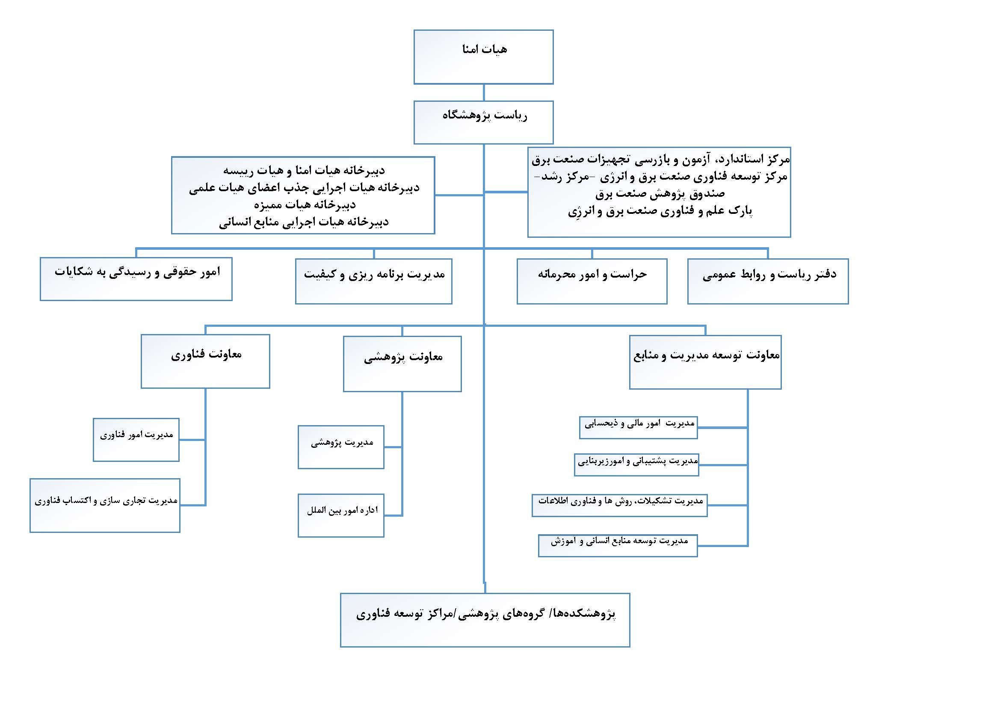 هیات امنا
ریاست پژوهشگاه
مرکز استاندارد، آزمون و بازرسی تجهیزات صنعت برق
مرکز توسعه فناوری صنعت برق و انرژی -مرکز رشد-
صندوق پژوهش صنعت برق
پارک علم و فناوری صنعت برق و انرژِی
دبیرخانه هیات امنا و هیات رییسه
دبیرخانه هیات اجرایی جذب اعضای هیات علمی
دبیرخانه هیات ممیزه
دبیرخانه هیات اجرایی منابع انسانی
دفتر ریاست و روابط عمومی
حراست و امور محرمانه
مدیریت برنامه ریزی و کیفیت
امور حقوقی و رسیدگی به شکایات
معاونت توسعه مدیریت و منابع
معاونت پژوهشی
معاونت فناوری
مدیریت امور مالی و ذیحسابی
مدیریت پشتیبانی و امورزیربنایی
مدیریت تشکیلات، روش ها و فناوری اطلاعات
مدیریت توسعه منابع انسانی و آموزش
مدیریت پژوهشی
اداره امور بین الملل
مدیریت امور فناوری
مدیریت تجاری سازی و اکتساب فناوری
پژوهشکده‌ها/ گروه‌های پژوهشی/مراکز توسعه فناوری